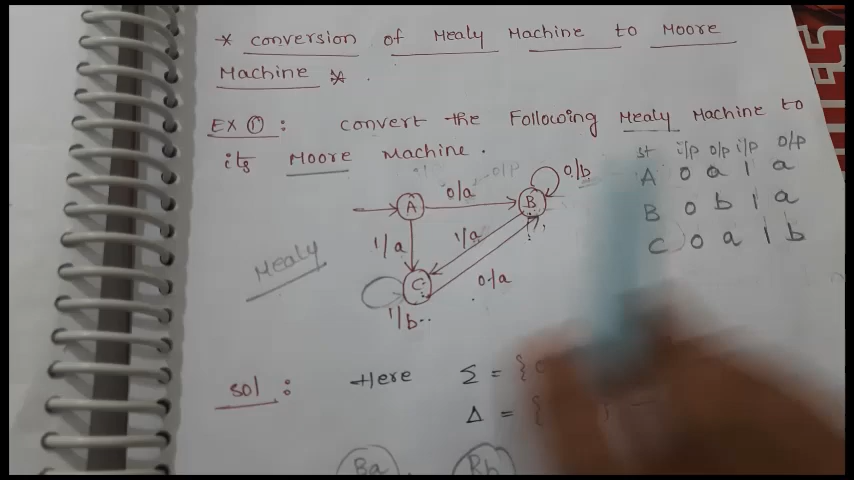 * conversion of Mealy Machine to Moore
Machine * .
EX ① : convert the Following Mealy Machine to
its Moore Machine .
st i/p o/p i/p o/p
A 0 a 1 a
B 0 b 1 a
C 0 a 1 b
o/p
0/a
0/b
A
B
1/a
1/a
Mealy
C
0/a
1/b
sol : Here Σ = {
Δ = {
Ba